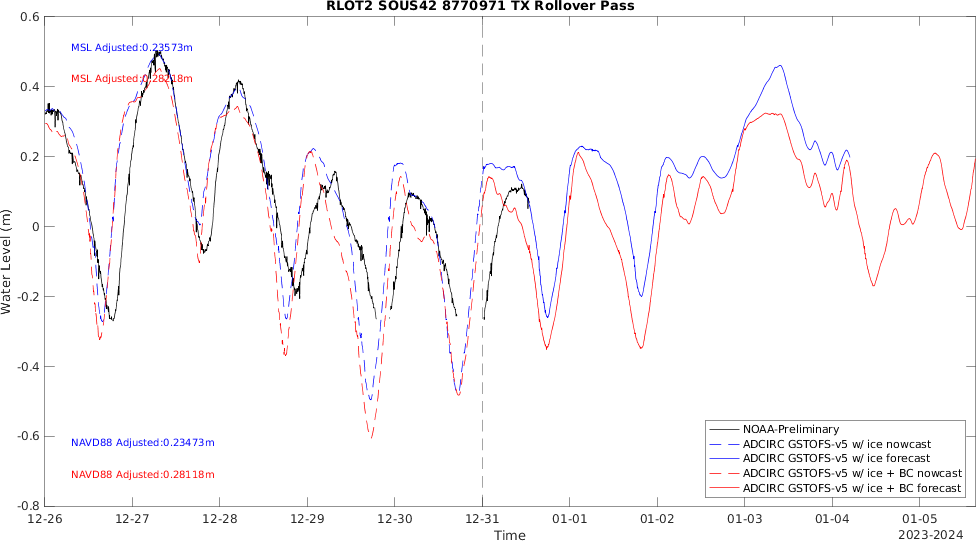 RLOT2 SOUS42 8770971 TX Rollover Pass
0.6
MSL Adjusted:0.23573m
MSL Adjusted:0.28218m
0.4
0.2
0
-0.2
-0.4
-0.6
-0.8
Water Level (m)
NAVD88 Adjusted:0.23473m
NAVD88 Adjusted:0.28118m
NOAA-Preliminary
ADCIRC GSTOFS-v5 w/ ice nowcast
ADCIRC GSTOFS-v5 w/ ice forecast
ADCIRC GSTOFS-v5 w/ ice + BC nowcast
ADCIRC GSTOFS-v5 w/ ice + BC forecast
12-26 12-27 12-28 12-29 12-30 12-31 01-01 01-02 01-03 01-04 01-05
2023-2024
Time